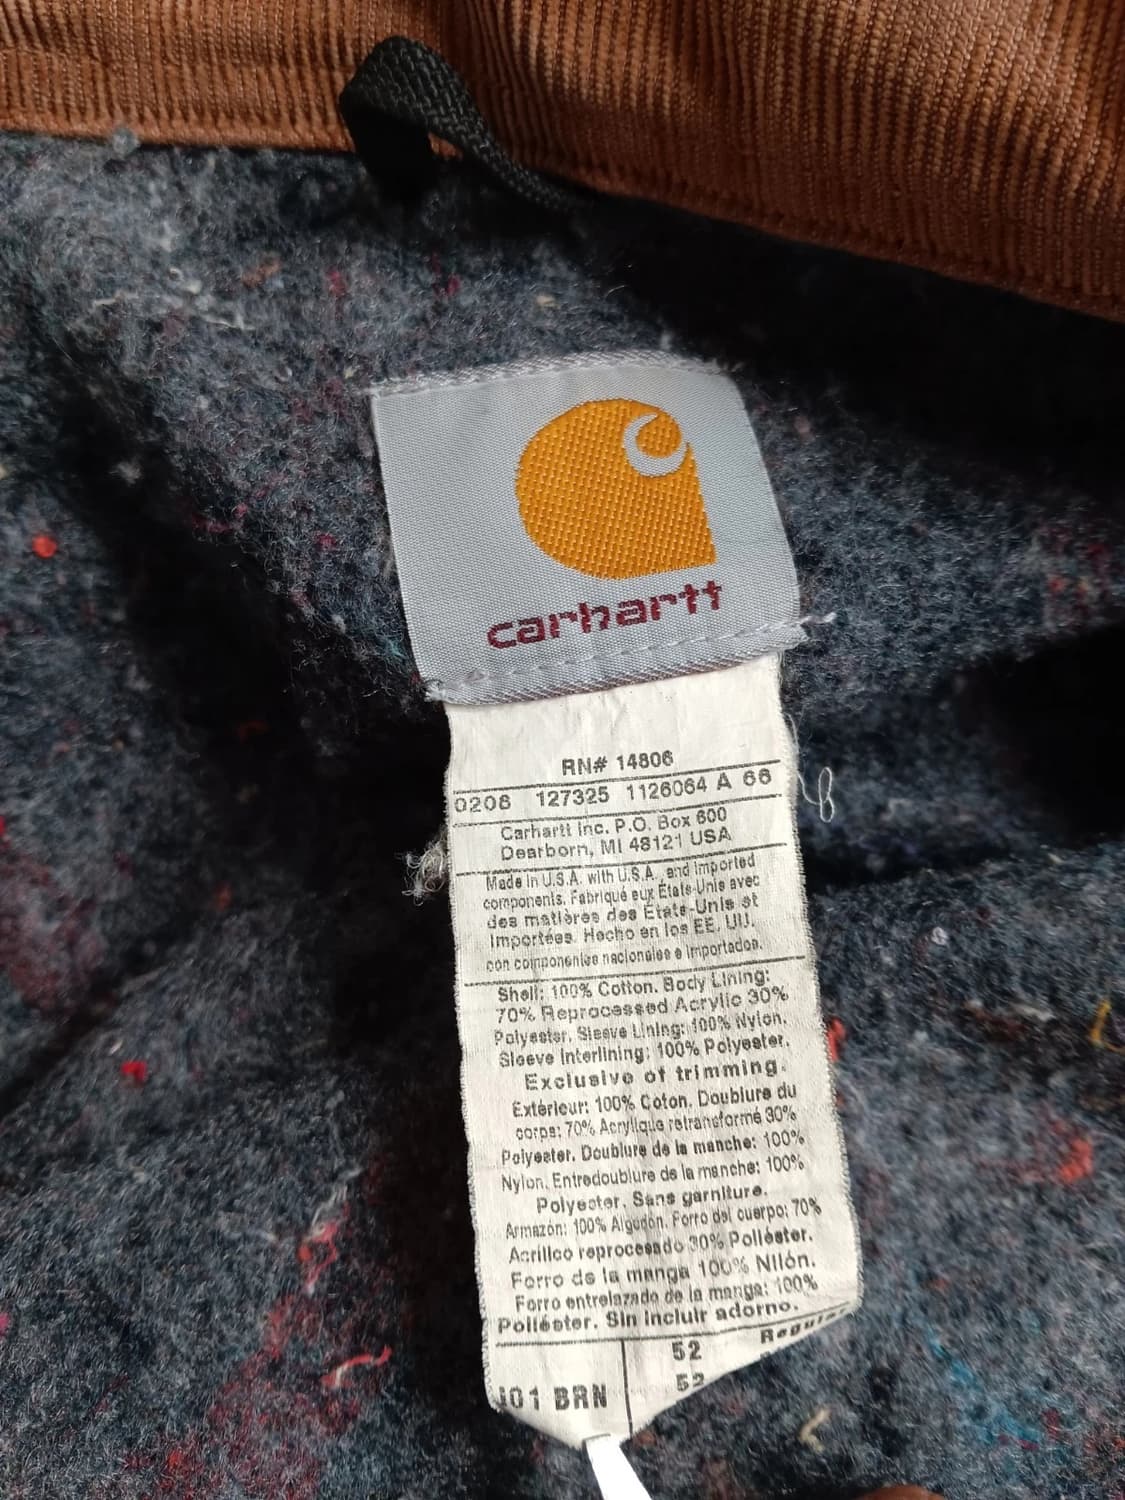 carhartt
RN# 14806
0206 127325 1126064 A 66
Carhartt Inc. P.O. Box 600
Dearborn, MI 48121 USA
Made in U.S.A. with U.S.A. and Imported
components. Fabriqué aux États-Unis avec
des matières des États-Unis et
Importées. Hecho en los EE. UU.
con componentes nacionales e importados.
Shell: 100% Cotton. Body Lining:
70% Reprocessed Acrylic 30%
Polyester. Sleeve Lining: 100% Nylon.
Sleeve Interlining: 100% Polyester.
Exclusive of trimming.
Extérieur: 100% Coton. Doublure du
corps: 70% Acrylique retransformé 30%
Polyester. Doublure de la manche: 100%
Nylon. Entredoublure de la manche: 100%
Polyester. Sans garniture.
Armazón: 100% Algodón. Forro del cuerpo: 70%
Acrílico reprocesado 30% Poliéster.
Forro de la manga 100% Nilón.
Forro entrelazado de la manga: 100%
Poliéster. Sin incluir adorno.
Regular
52
J01 BRN 52